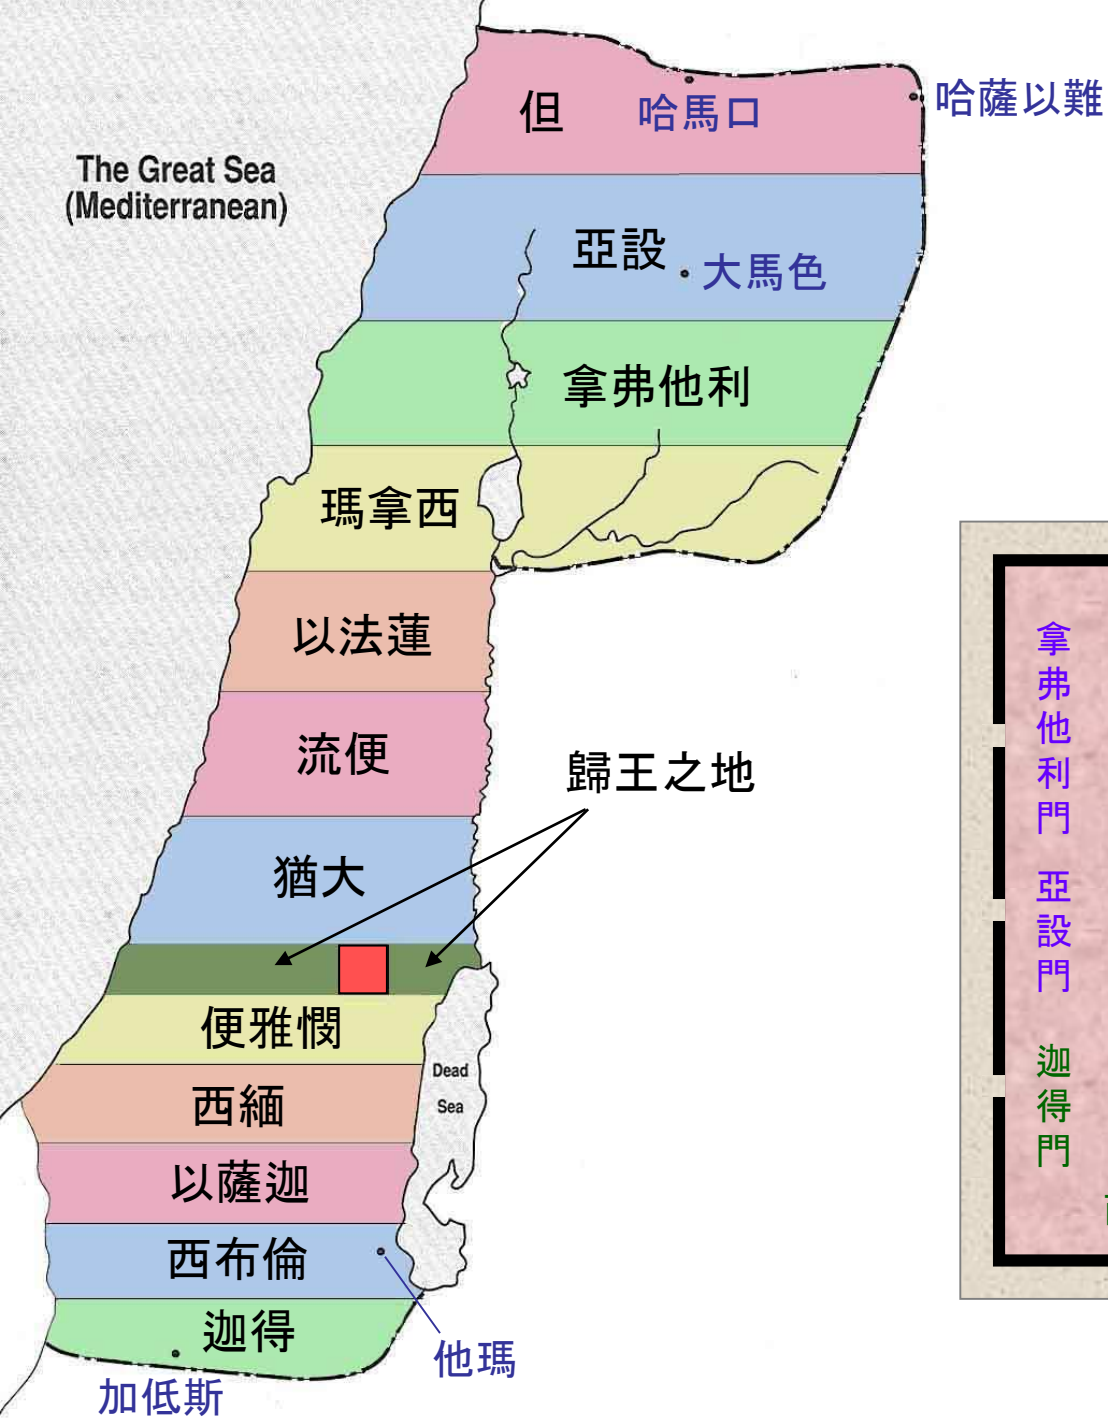 但
哈馬口
哈薩以難
The Great Sea
(Mediterranean)
亞設
大馬色
拿弗他利
瑪拿西
以法蓮
流便
歸王之地
猶大
便雅憫
Dead
Sea
西緬
以薩迦
西布倫
迦得
他瑪
加低斯
拿弗他利門
亞設門
迦得門